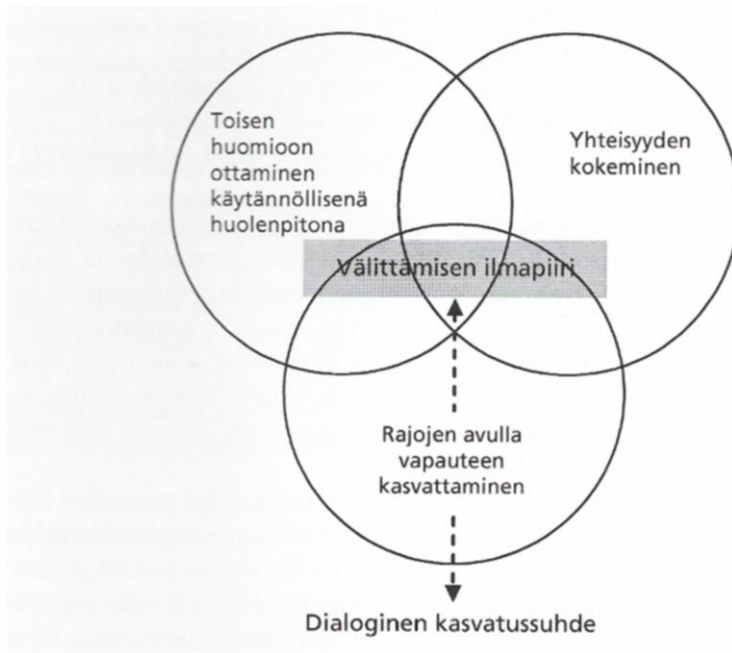 Toisen
huomioon
ottaminen
käytännöllisenä
huolenpitona
Yhteisyyden
kokeminen
Välittämisen ilmapiiri
Rajojen avulla
vapauteen
kasvattaminen
Dialoginen kasvatussuhde